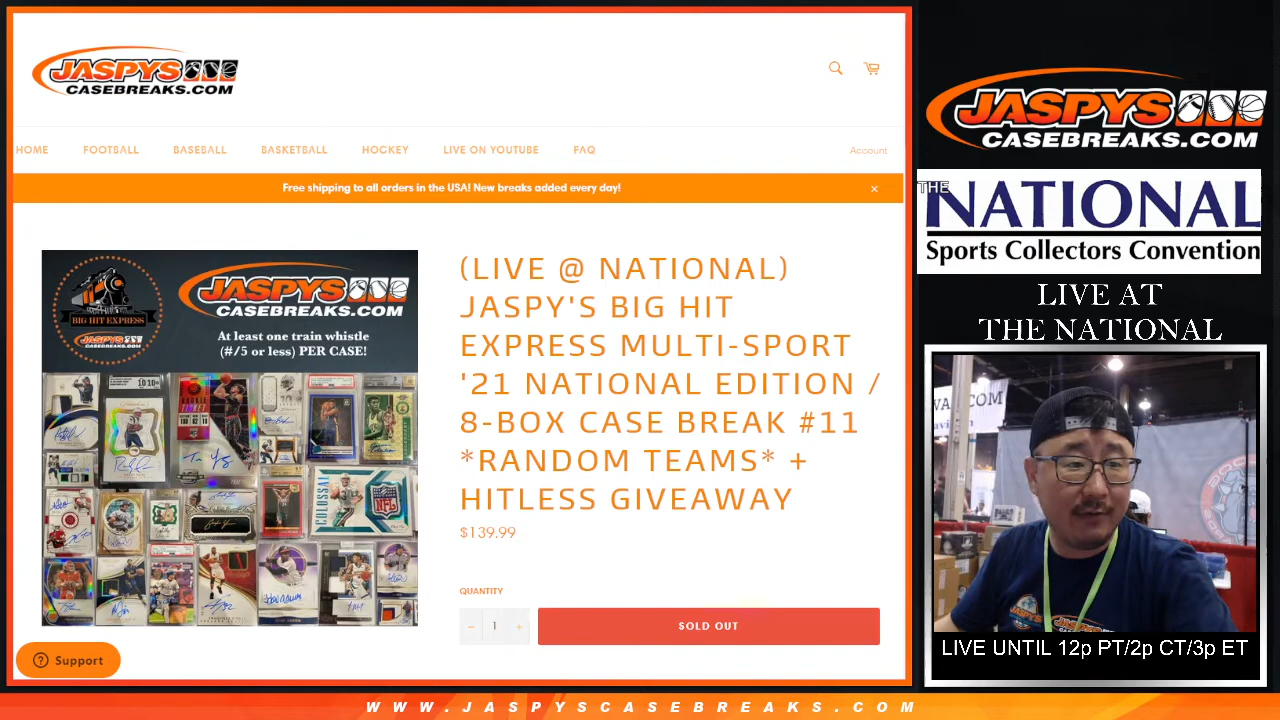 JASPYS
CASEBREAKS.COM
HOME
FOOTBALL
BASEBALL
BASKETBALL
HOCKEY
LIVE ON YOUTUBE
FAQ
Account
Free shipping to all orders in the USA! New breaks added every day!
×
BIG HIT EXPRESS
JASPYS
CASEBREAKS.COM
At least one train whistle
(#/5 or less) PER CASE!
COLOSSAL
NFL
(LIVE @ NATIONAL)
JASPY'S BIG HIT
EXPRESS MULTI-SPORT
'21 NATIONAL EDITION /
8-BOX CASE BREAK #11
*RANDOM TEAMS* +
HITLESS GIVEAWAY
$139.99
QUANTITY
− 1 +
SOLD OUT
Support
JASPYS
CASEBREAKS.COM
THE
NATIONAL
Sports Collectors Convention
LIVE AT
THE NATIONAL
LIVE UNTIL 12p PT/2p CT/3p ET
WWW.JASPYSCASEBREAKS.COM